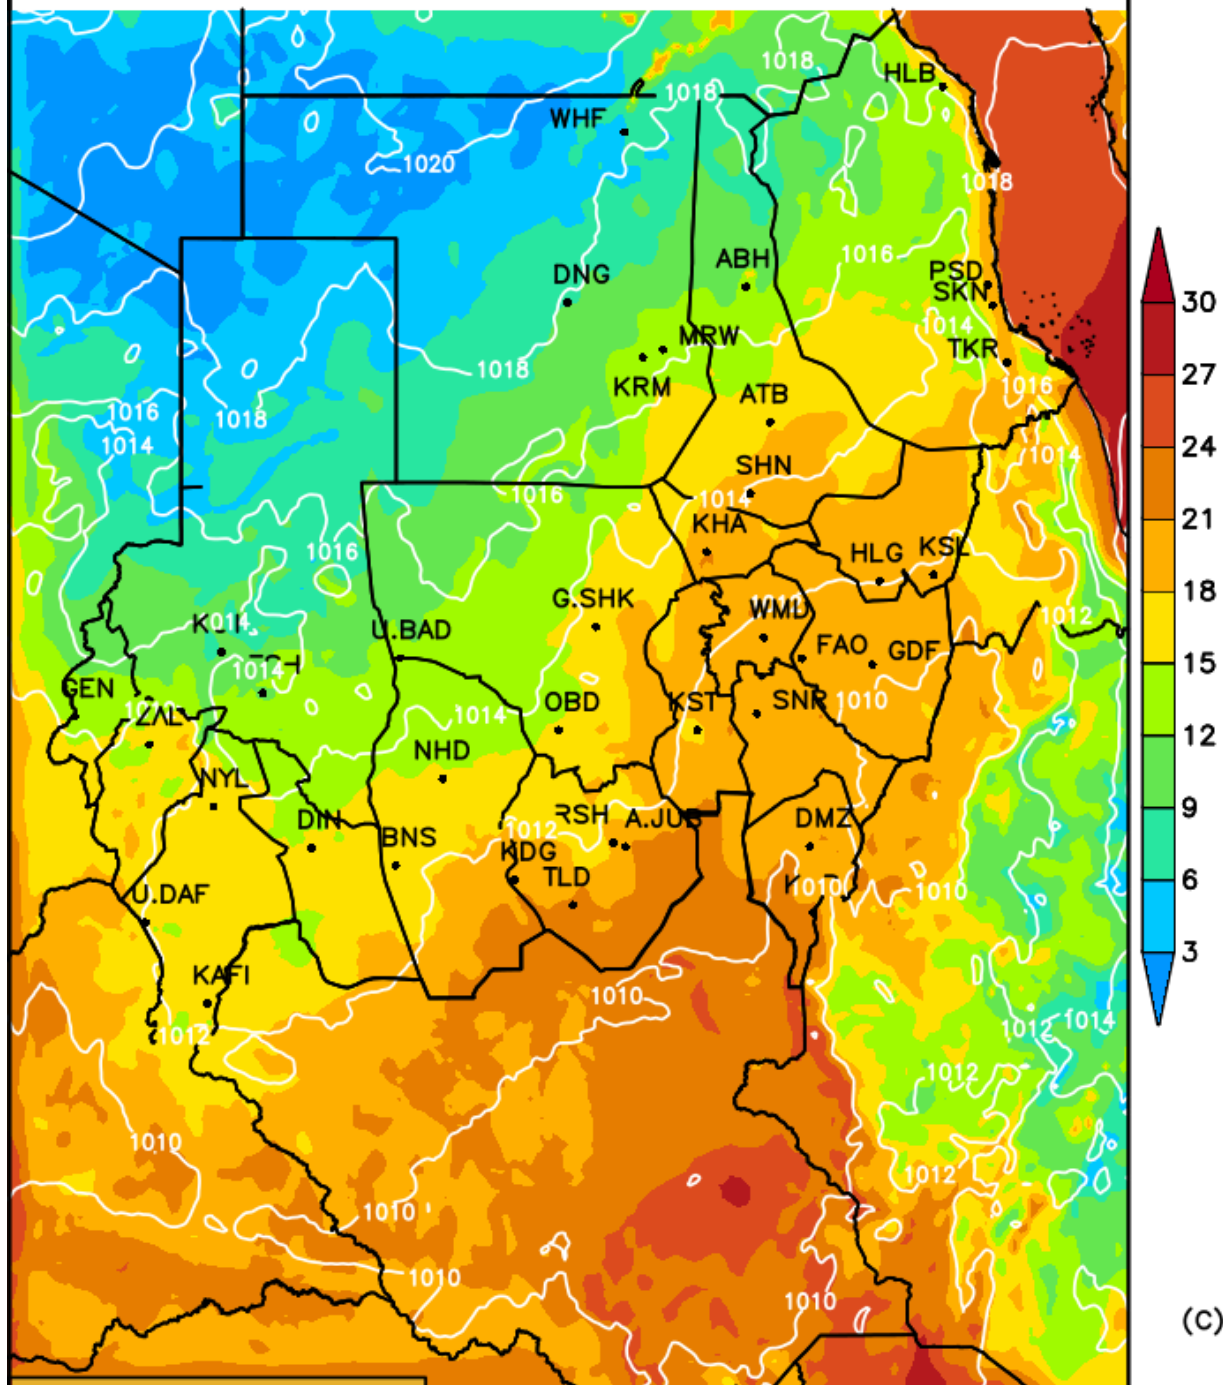 1018
HLB
1018
WHF
1020
1018
1016
ABH
DNG
PSD
SKN
30
1014
MRW
TKR
1018
27
KRM
1016
1016
ATB
1018
1014
24
1014
SHN
1016
1014
21
KHA
1016
HLG
KSL
18
G.SHK
WML
1012
1014
U.BAD
FAO
GDF
15
1014
GEN
OBD
KST
SNR
1010
ZAL
1014
12
NHD
NYL
9
DIN
RSH
A.JUB
DMZ
1012
BNS
KDG
TLD
6
1010
1010
U.DAF
3
KAFI
1010
1012
1014
1012
1012
1010
1012
1010
1010
1010
(C)